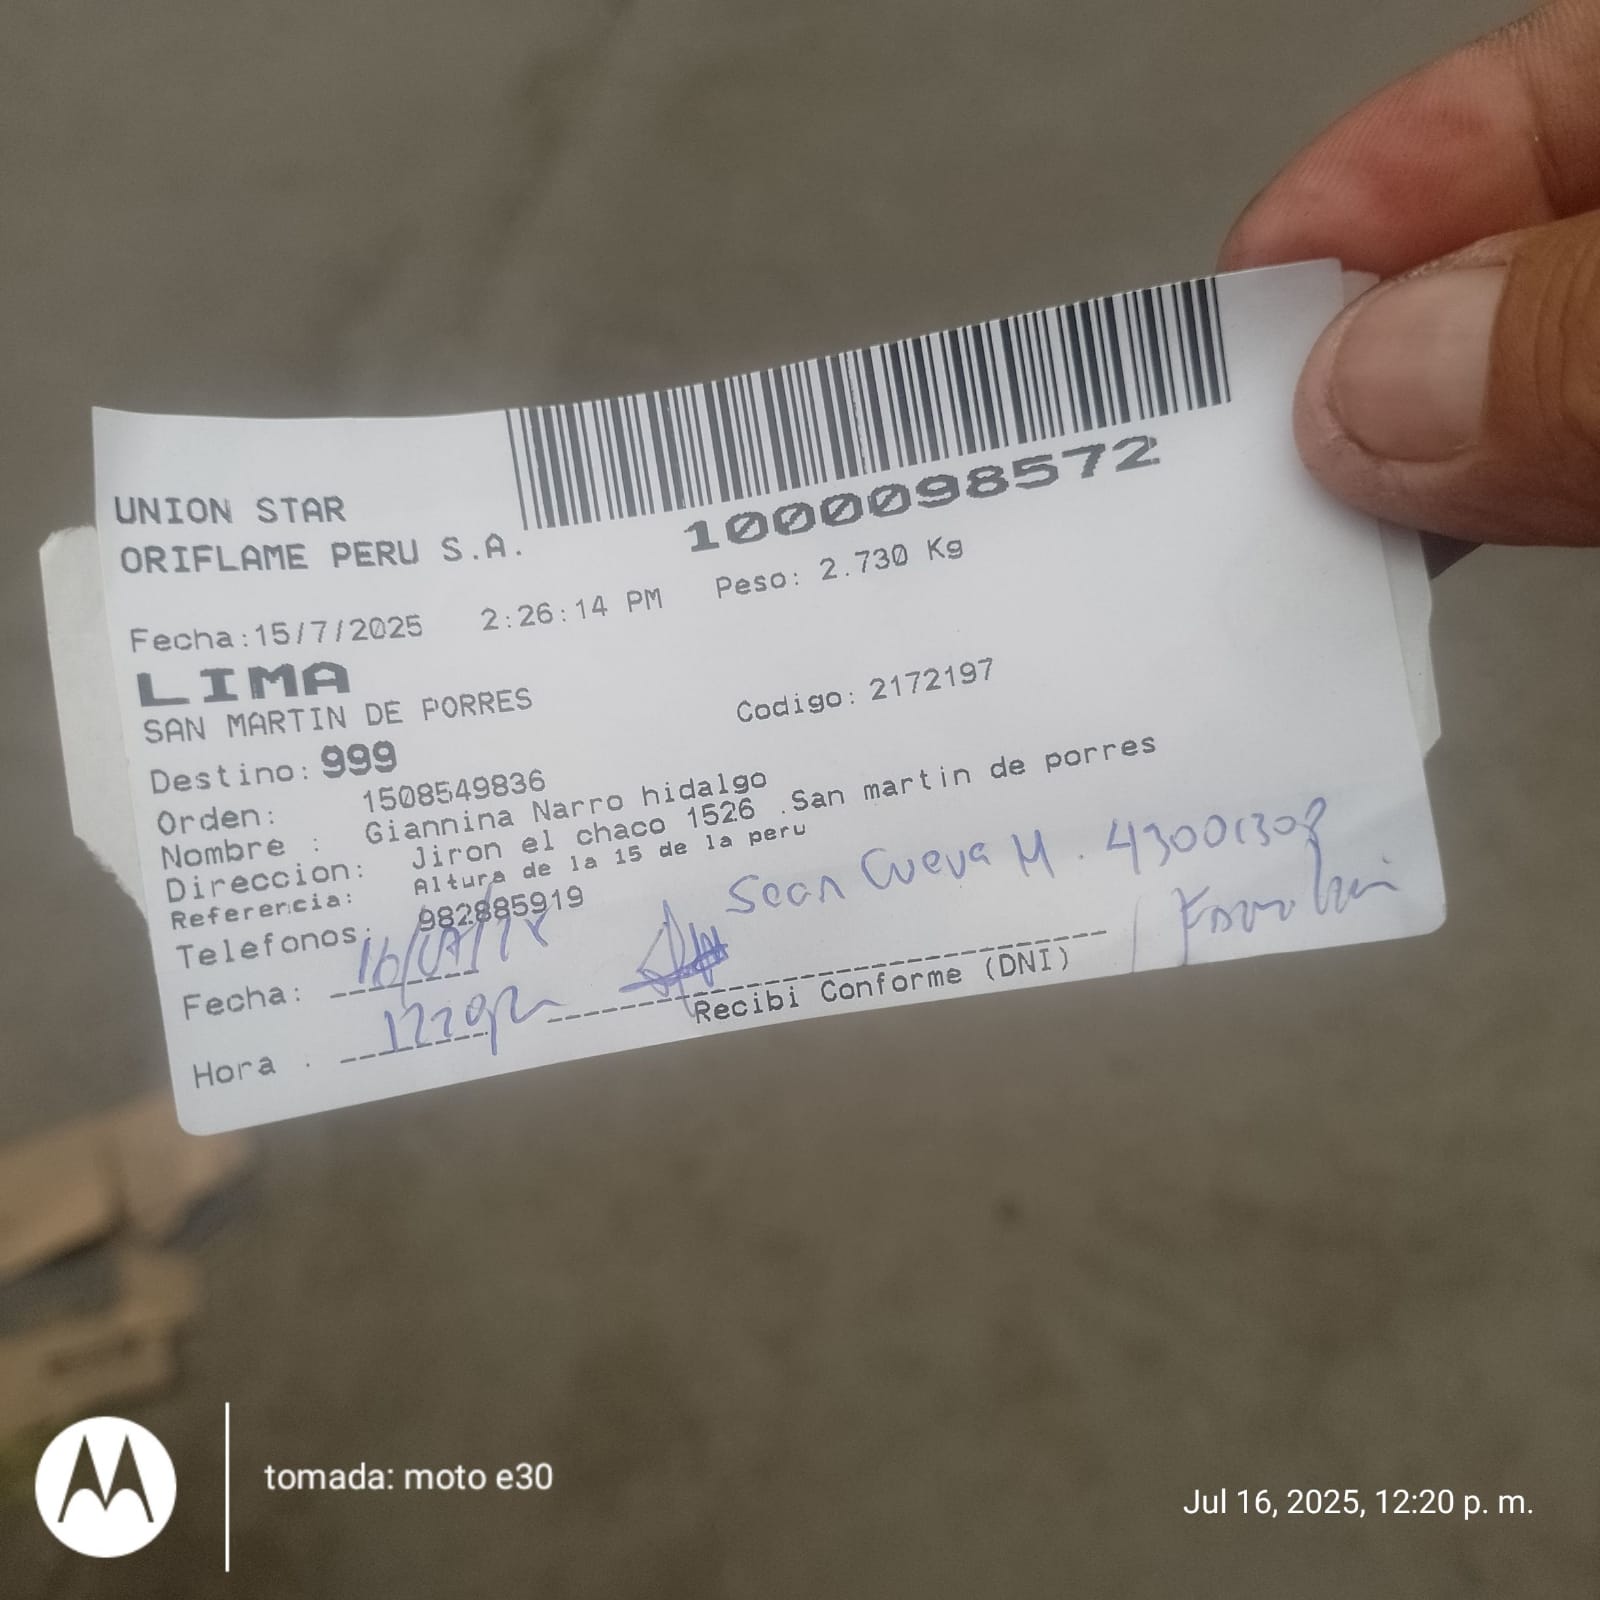 1000098572
UNION STAR
ORIFLAME PERU S.A.
Fecha:15/7/2025 2:26:14 PM Peso: 2.730 Kg
LIMA
SAN MARTIN DE PORRES
Codigo: 2172197
Destino: 999
Orden: 1508549836
Nombre : Giannina Narro hidalgo
Direccion: Jiron el chaco 1526 .San martin de porres
Referencia: Altura de la 15 de la peru
Telefonos: 982885919
Sean Cueva M.
Fecha:
Recibi Conforme (DNI)
Hora :
tomada: moto e30
Jul 16, 2025, 12:20 p. m.